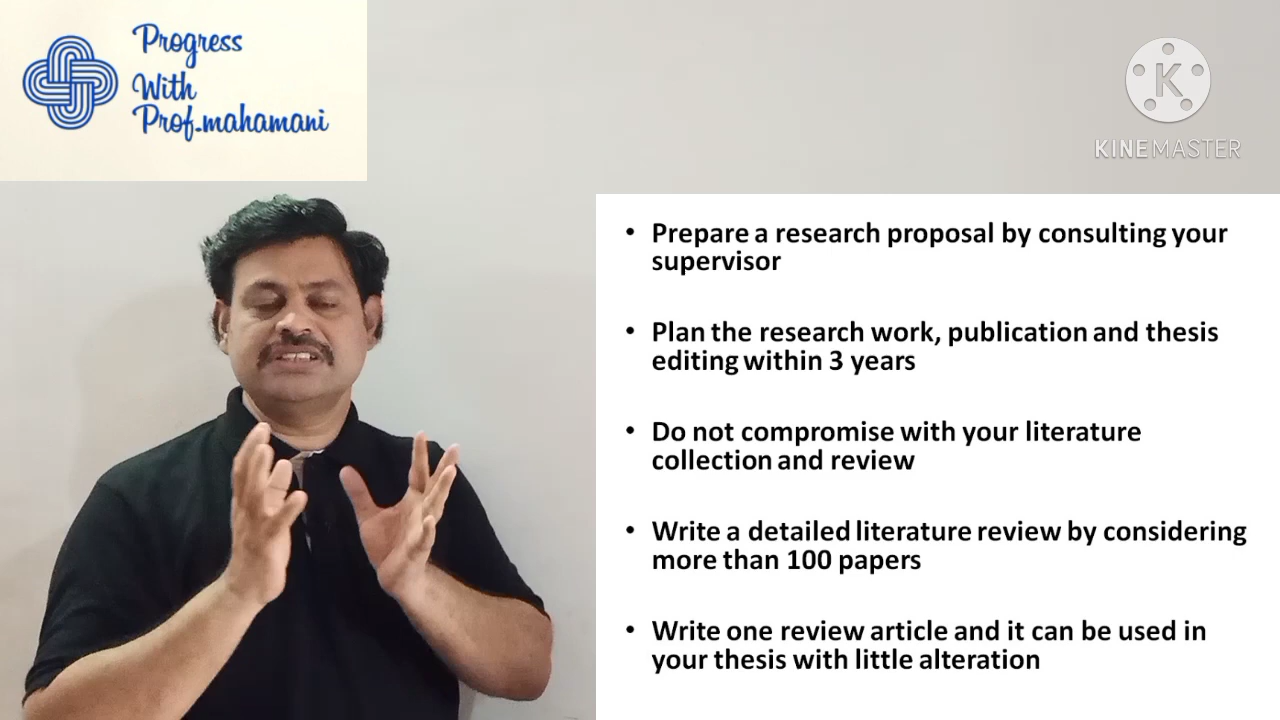 Progress
With
Prof.mahamani
KINEMASTER
• Prepare a research proposal by consulting your
supervisor
• Plan the research work, publication and thesis
editing within 3 years
• Do not compromise with your literature
collection and review
• Write a detailed literature review by considering
more than 100 papers
• Write one review article and it can be used in
your thesis with little alteration